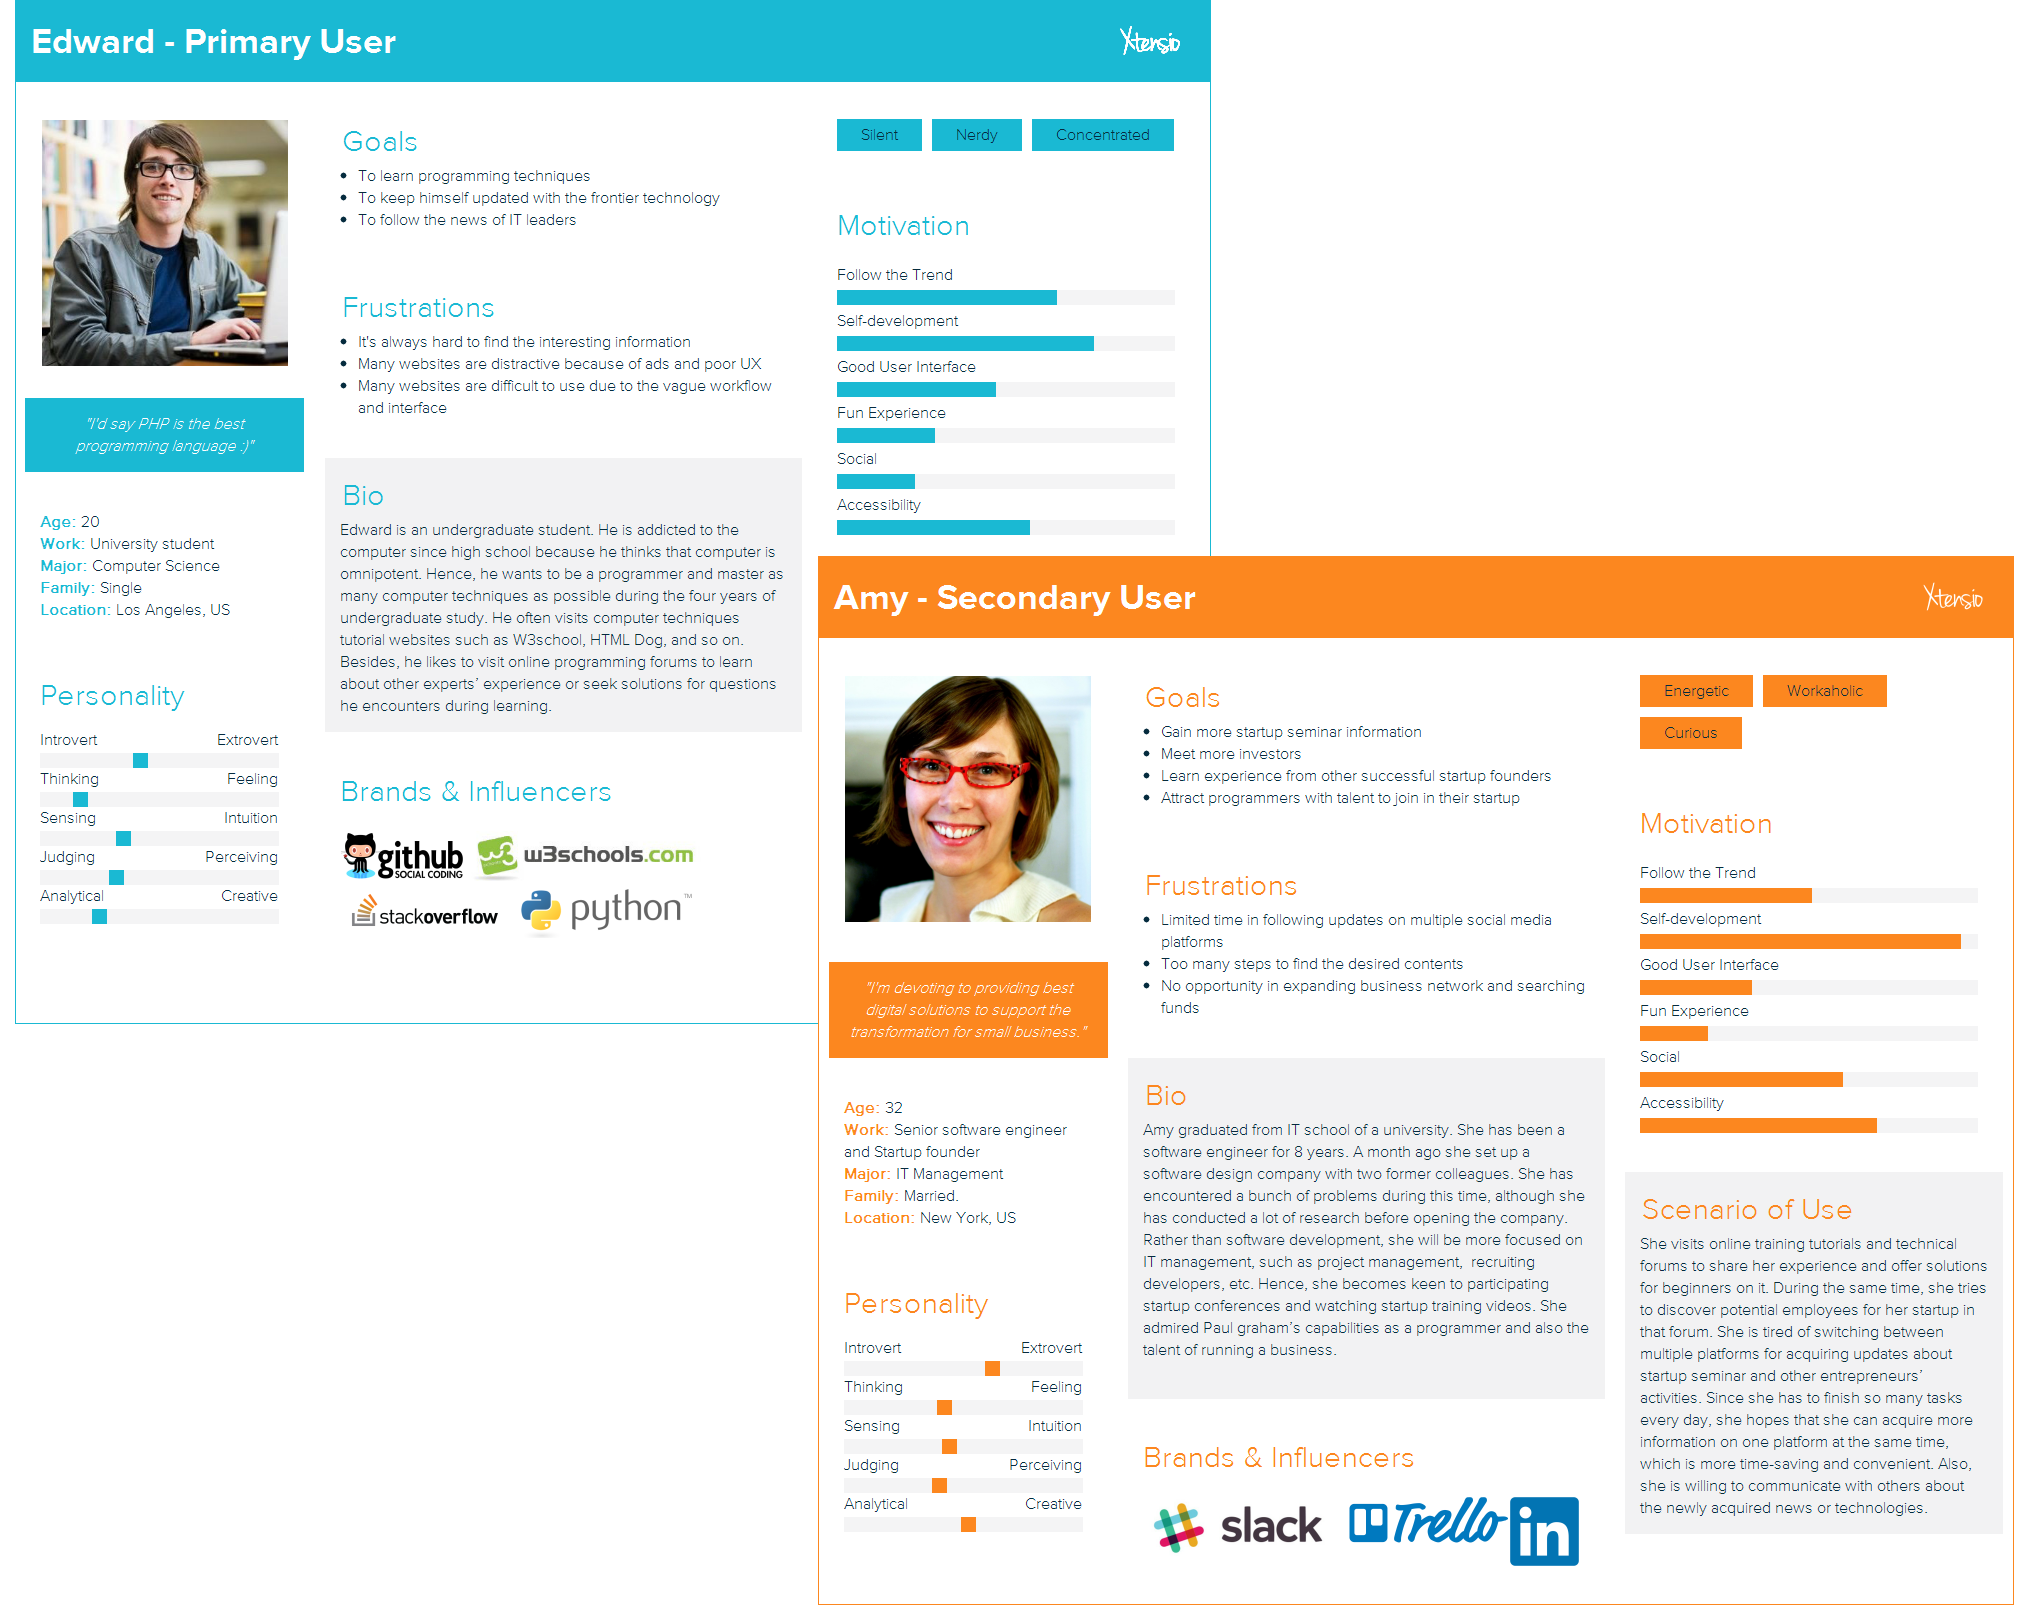 Edward - Primary User
Xtensio
Goals
To learn programming techniques
To keep himself updated with the frontier technology
To follow the news of IT leaders
Frustrations
It's always hard to find the interesting information
Many websites are distractive because of ads and poor UX
Many websites are difficult to use due to the vague workflow
and interface
"I'd say PHP is the best
programming language :)"
Age: 20
Work: University student
Major: Computer Science
Family: Single
Location: Los Angeles, US
Personality
Introvert Extrovert
Thinking Feeling
Sensing Intuition
Judging Perceiving
Analytical Creative
Bio
Edward is an undergraduate student. He is addicted to the
computer since high school because he thinks that computer is
omnipotent. Hence, he wants to be a programmer and master as
many computer techniques as possible during the four years of
undergraduate study. He often visits computer techniques
tutorial websites such as W3school, HTML Dog, and so on.
Besides, he likes to visit online programming forums to learn
about other experts’ experience or seek solutions for questions
he encounters during learning.
Brands & Influencers
github
SOCIAL CODING
w3 w3schools.com
stackoverflow
python™
Silent Nerdy Concentrated
Motivation
Follow the Trend
Self-development
Good User Interface
Fun Experience
Social
Accessibility
Amy - Secondary User
Xtensio
"I'm devoting to providing best
digital solutions to support the
transformation for small business."
Age: 32
Work: Senior software engineer
and Startup founder
Major: IT Management
Family: Married.
Location: New York, US
Personality
Introvert Extrovert
Thinking Feeling
Sensing Intuition
Judging Perceiving
Analytical Creative
Goals
Gain more startup seminar information
Meet more investors
Learn experience from other successful startup founders
Attract programmers with talent to join in their startup
Frustrations
Limited time in following updates on multiple social media
platforms
Too many steps to find the desired contents
No opportunity in expanding business network and searching
funds
Bio
Amy graduated from IT school of a university. She has been a
software engineer for 8 years. A month ago she set up a
software design company with two former colleagues. She has
encountered a bunch of problems during this time, although she
has conducted a lot of research before opening the company.
Rather than software development, she will be more focused on
IT management, such as project management,  recruiting
developers, etc. Hence, she becomes keen to participating
startup conferences and watching startup training videos. She
admired Paul graham’s capabilities as a programmer and also the
talent of running a business.
Brands & Influencers
slack
Trello
in
Energetic Workaholic
Curious
Motivation
Follow the Trend
Self-development
Good User Interface
Fun Experience
Social
Accessibility
Scenario of Use
She visits online training tutorials and technical
forums to share her experience and offer solutions
for beginners on it. During the same time, she tries
to discover potential employees for her startup in
that forum. She is tired of switching between
multiple platforms for acquiring updates about
startup seminar and other entrepreneurs’
activities. Since she has to finish so many tasks
every day, she hopes that she can acquire more
information on one platform at the same time,
which is more time-saving and convenient. Also,
she is willing to communicate with others about
the newly acquired news or technologies.